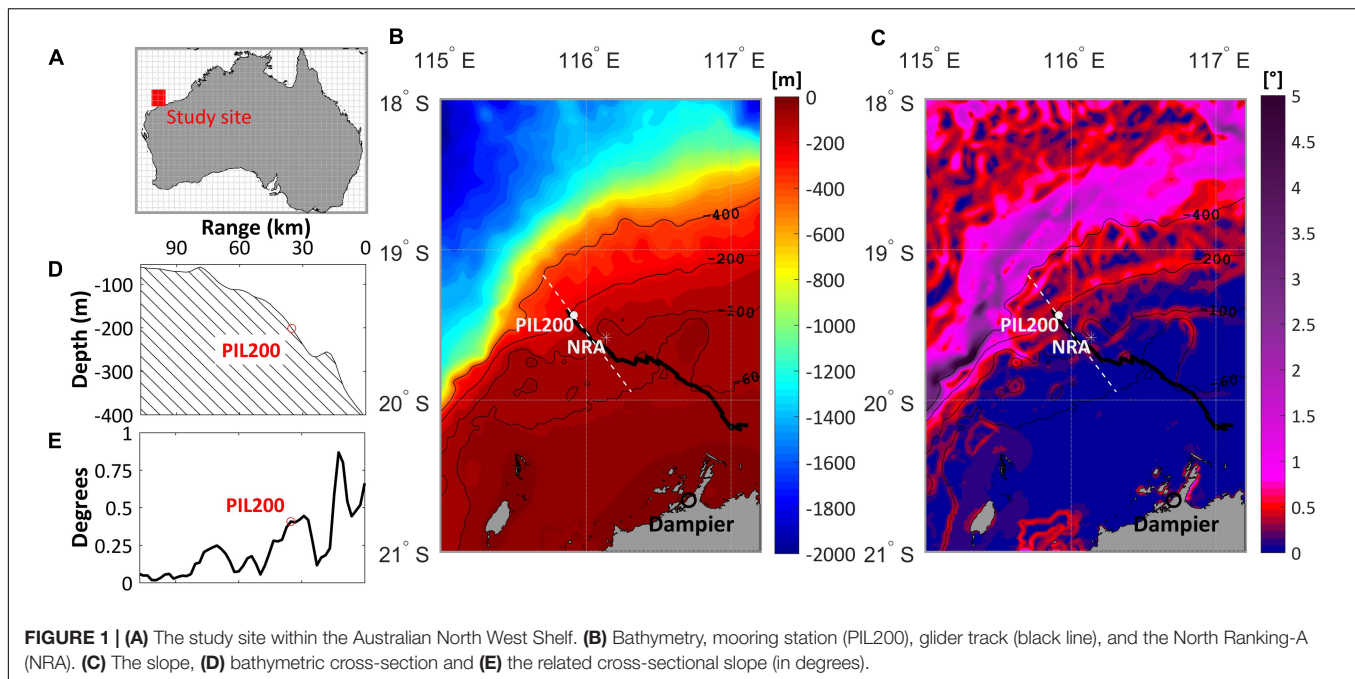 A
Study site
B
115° E
116° E
117° E
[m]
18° S
19° S
20° S
21° S
-400
-200
-100
-60
PIL200
NRA
Dampier
0
-200
-400
-600
-800
-1000
-1200
-1400
-1600
-1800
-2000
C
115° E
116° E
117° E
[°]
18° S
19° S
20° S
21° S
-400
-200
-100
-60
PIL200
NRA
Dampier
5
4.5
4
3.5
3
2.5
2
1.5
1
0.5
0
Range (km)
90 60 30 0
D
Depth (m)
-100
-200
-300
-400
PIL200
E
Degrees
1
0.75
0.5
0.25
0
PIL200
90 60 30 0
FIGURE 1 | (A) The study site within the Australian North West Shelf. (B) Bathymetry, mooring station (PIL200), glider track (black line), and the North Ranking-A
(NRA). (C) The slope, (D) bathymetric cross-section and (E) the related cross-sectional slope (in degrees).